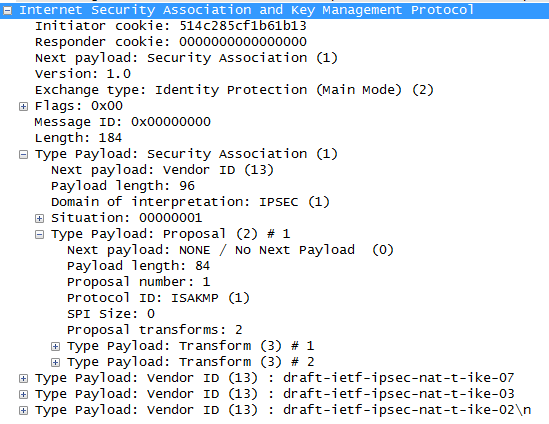 Internet Security Association and Key Management Protocol
Initiator cookie: 514c285cf1b61b13
Responder cookie: 0000000000000000
Next payload: Security Association (1)
Version: 1.0
Exchange type: Identity Protection (Main Mode) (2)
Flags: 0x00
Message ID: 0x00000000
Length: 184
Type Payload: Security Association (1)
Next payload: Vendor ID (13)
Payload length: 96
Domain of interpretation: IPSEC (1)
Situation: 00000001
Type Payload: Proposal (2) # 1
Next payload: NONE / No Next Payload  (0)
Payload length: 84
Proposal number: 1
Protocol ID: ISAKMP (1)
SPI Size: 0
Proposal transforms: 2
Type Payload: Transform (3) # 1
Type Payload: Transform (3) # 2
Type Payload: Vendor ID (13) : draft-ietf-ipsec-nat-t-ike-07
Type Payload: Vendor ID (13) : draft-ietf-ipsec-nat-t-ike-03
Type Payload: Vendor ID (13) : draft-ietf-ipsec-nat-t-ike-02\n